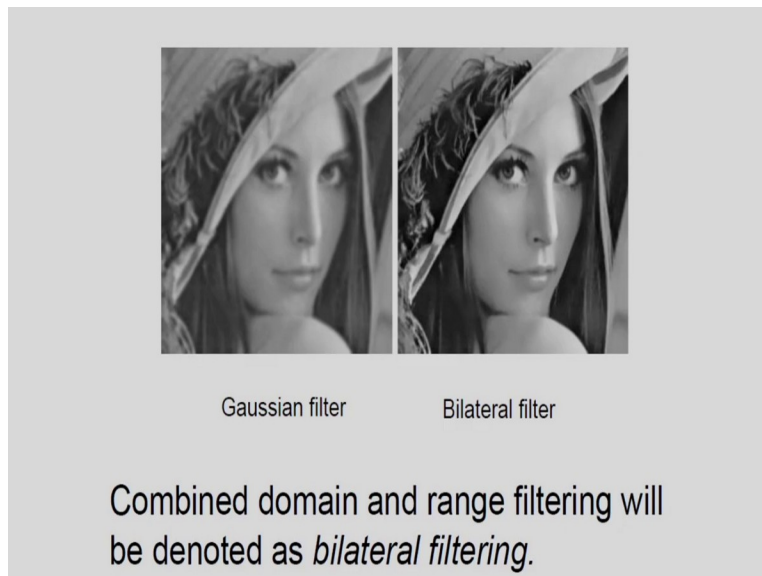 Gaussian filter
Bilateral filter
Combined domain and range filtering will
be denoted as bilateral filtering.